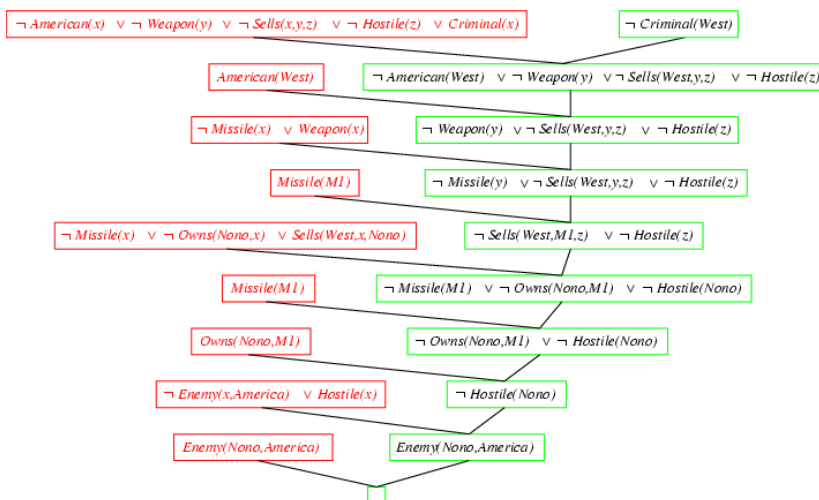 ¬ American(x) ∨ ¬ Weapon(y) ∨ ¬ Sells(x,y,z) ∨ ¬ Hostile(z) ∨ Criminal(x)
¬ Criminal(West)
American(West)
¬ American(West) ∨ ¬ Weapon(y) ∨ ¬ Sells(West,y,z) ∨ ¬ Hostile(z)
¬ Missile(x) ∨ Weapon(x)
¬ Weapon(y) ∨ ¬ Sells(West,y,z) ∨ ¬ Hostile(z)
Missile(M1)
¬ Missile(y) ∨ ¬ Sells(West,y,z) ∨ ¬ Hostile(z)
¬ Missile(x) ∨ ¬ Owns(Nono,x) ∨ Sells(West,x,Nono)
¬ Sells(West,M1,z) ∨ ¬ Hostile(z)
Missile(M1)
¬ Missile(M1) ∨ ¬ Owns(Nono,M1) ∨ ¬ Hostile(Nono)
Owns(Nono,M1)
¬ Owns(Nono,M1) ∨ ¬ Hostile(Nono)
¬ Enemy(x,America) ∨ Hostile(x)
¬ Hostile(Nono)
Enemy(Nono,America)
Enemy(Nono,America)